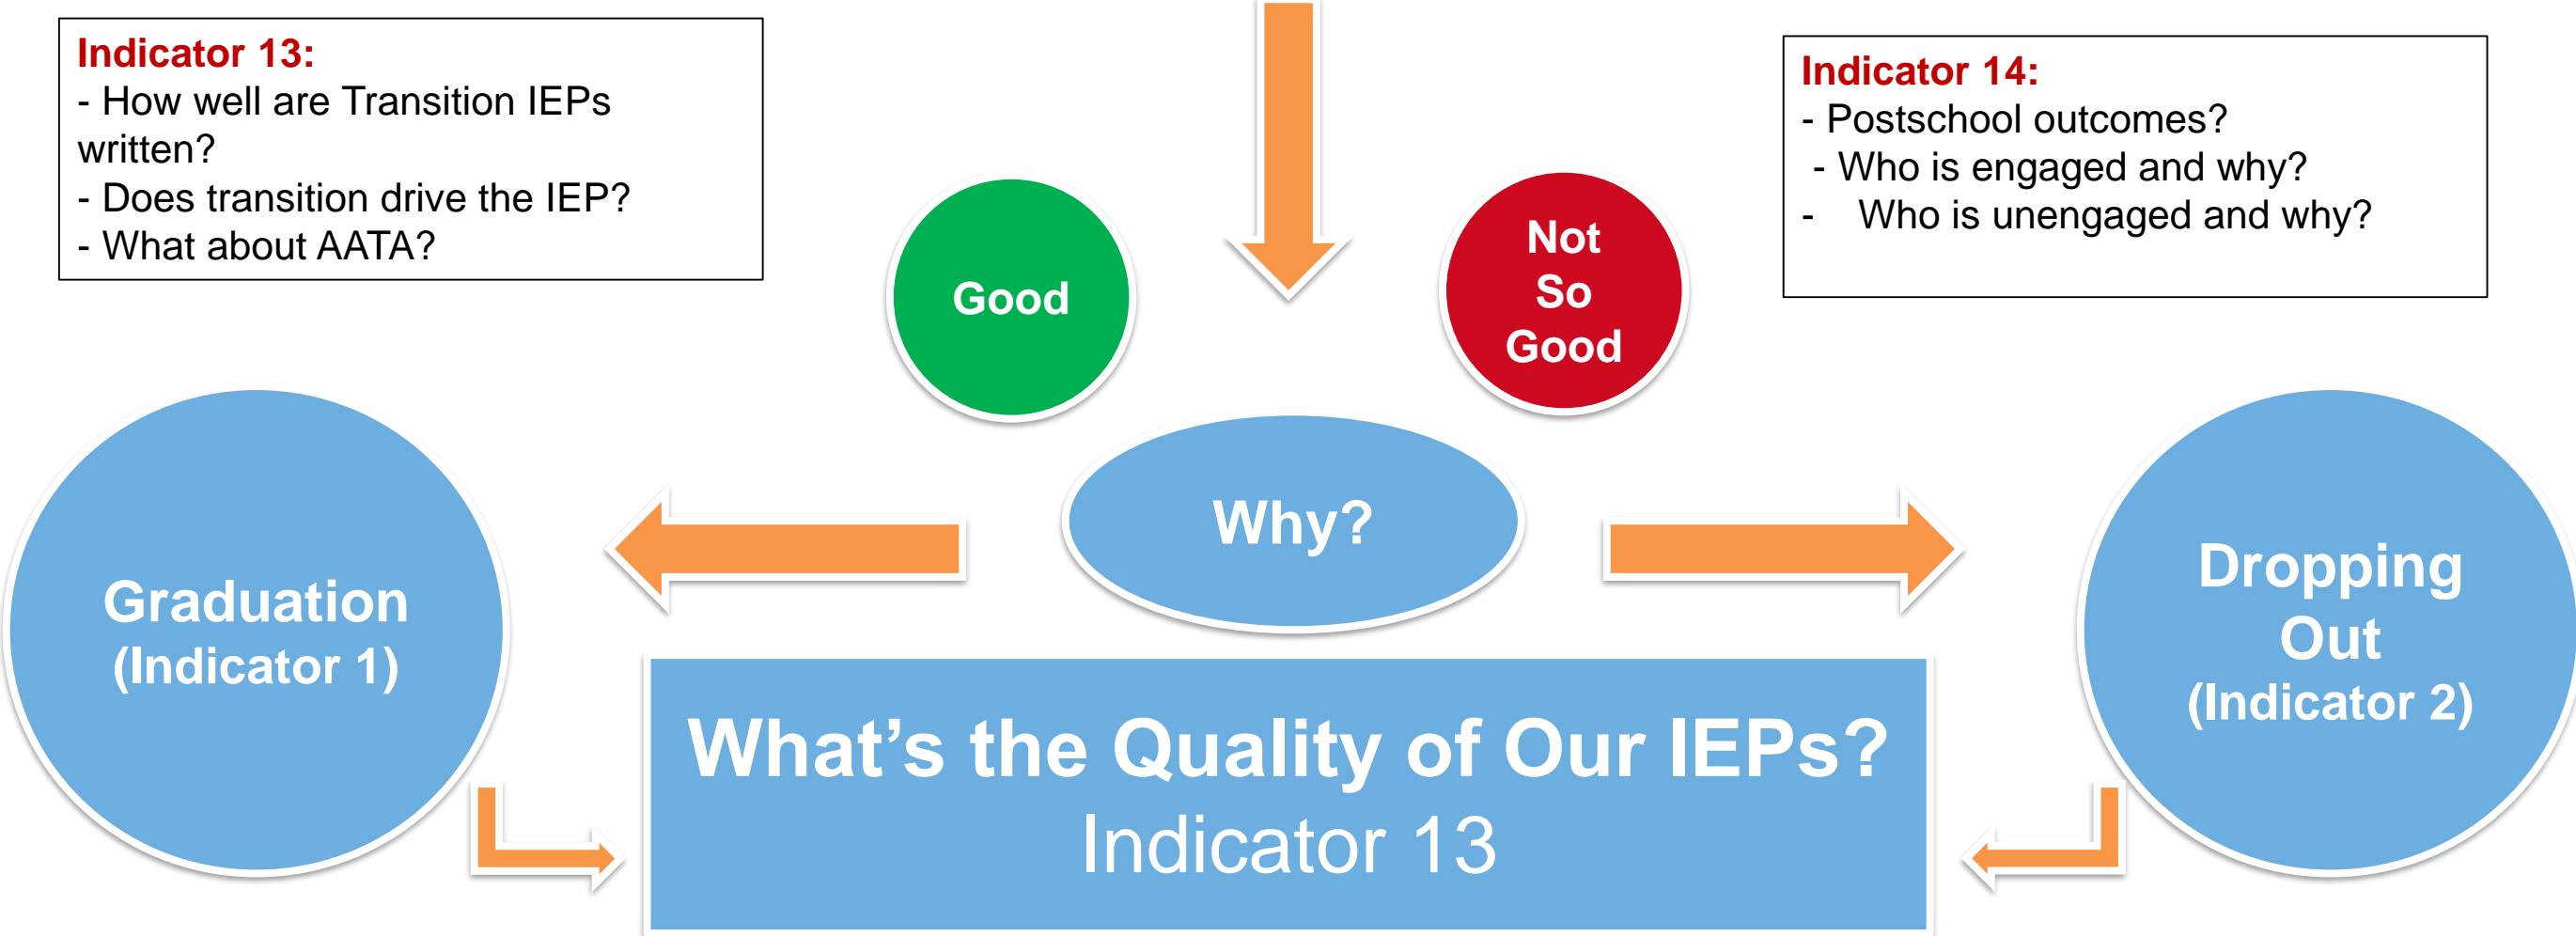 Indicator 13:
- How well are Transition IEPs
written?
- Does transition drive the IEP?
- What about AATA?
Indicator 14:
- Postschool outcomes?
- Who is engaged and why?
- Who is unengaged and why?
Good
Not
So
Good
Why?
Graduation
(Indicator 1)
Dropping
Out
(Indicator 2)
What’s the Quality of Our IEPs?
Indicator 13